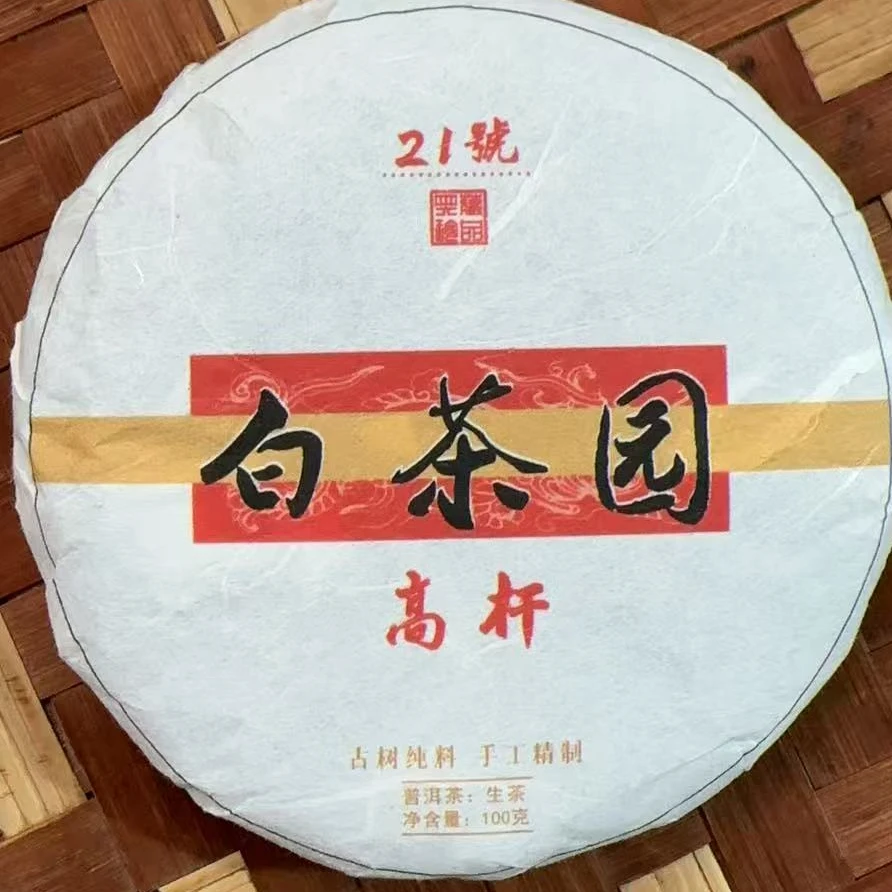 21號
白茶园
高杆
古树纯料 手工精制
普洱茶：生茶
净含量：100克